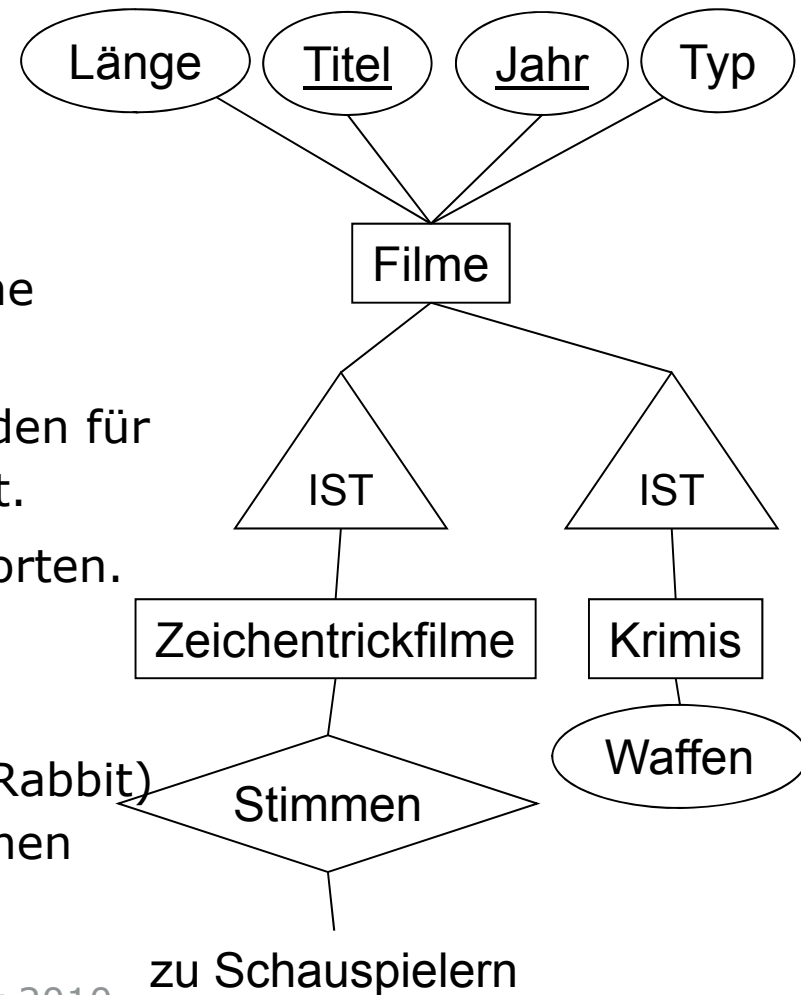 Länge Titel Jahr Typ
Filme
ne
den für
t.
IST IST
orten.
Zeichentrickfilme Krimis
Waffen
Rabbit)
Stimmen
nen
zu Schauspielern
2010